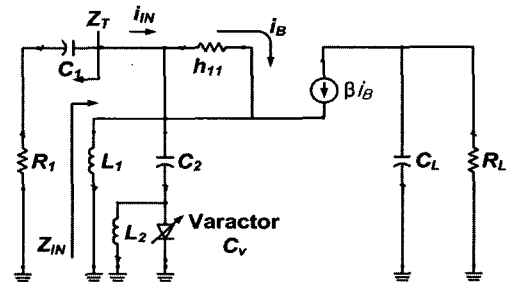 Z_T
i_IN
i_B
C_1
h_11
βi_B
R_1
L_1
C_2
C_L
R_L
Z_IN
L_2
Varactor
C_v